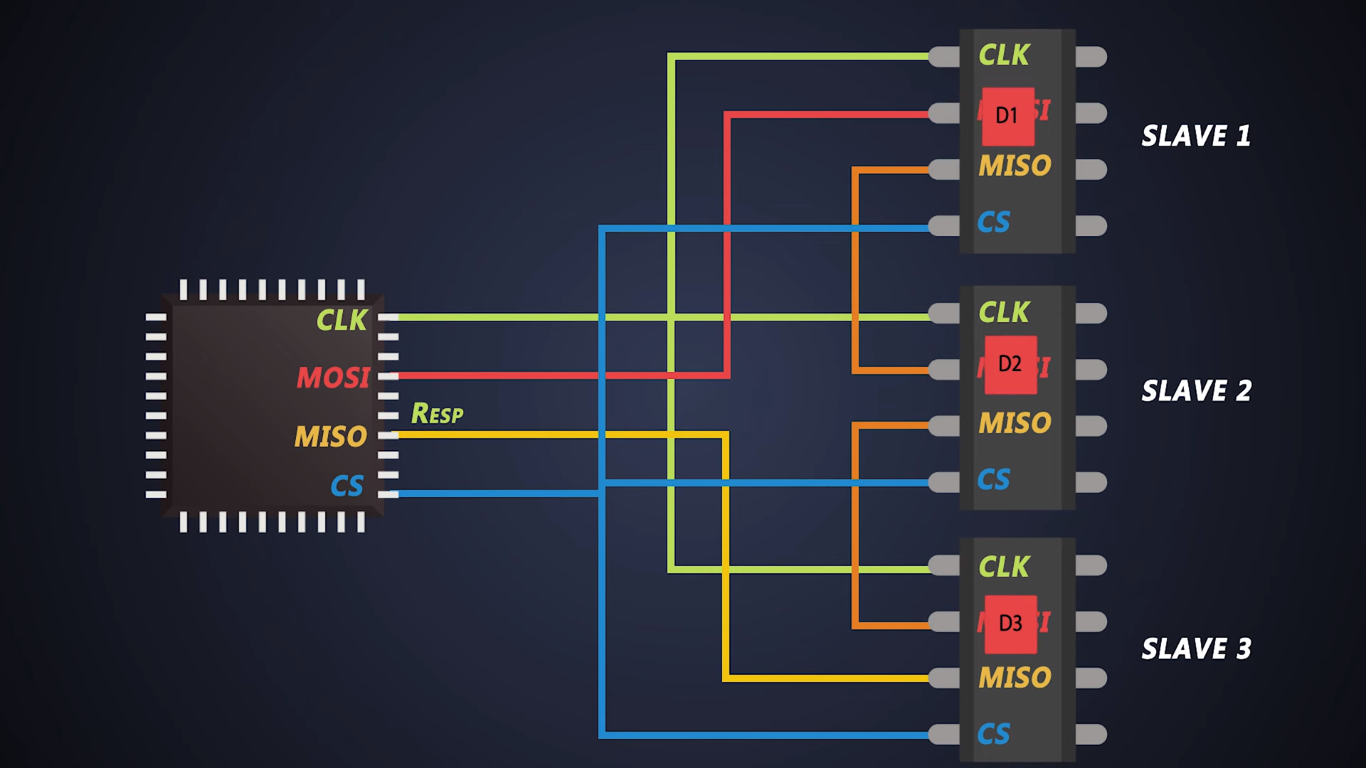 CLK
MOSI
MISO
CS
RESP
CLK
D1
MISO
CS
SLAVE 1
CLK
D2
MISO
CS
SLAVE 2
CLK
D3
MISO
CS
SLAVE 3